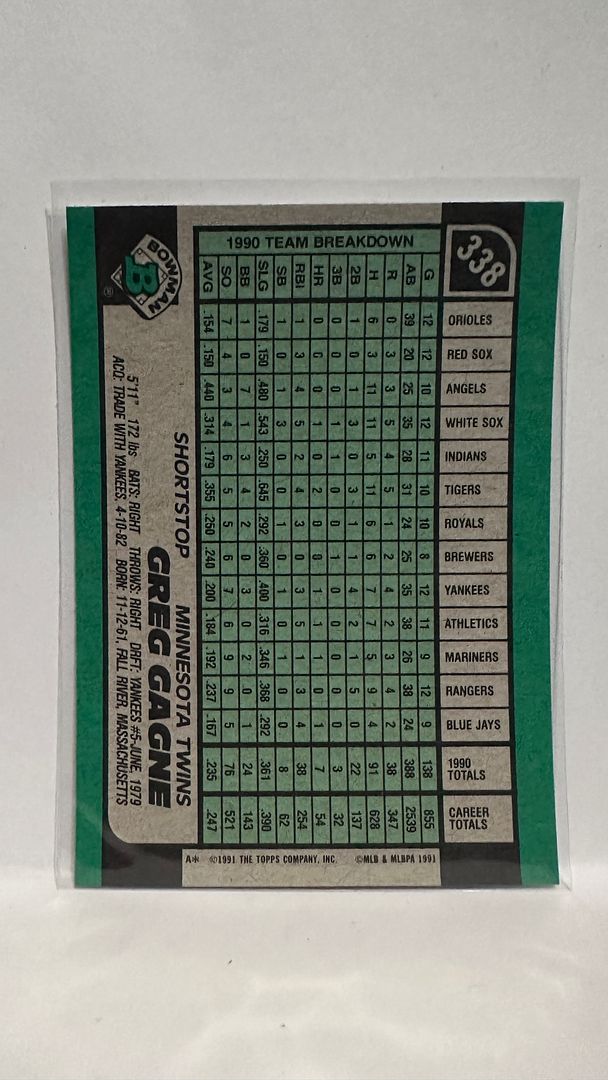 338
ORIOLES
RED SOX
ANGELS
WHITE SOX
INDIANS
TIGERS
ROYALS
BREWERS
YANKEES
ATHLETICS
MARINERS
RANGERS
BLUE JAYS
1990 TOTALS
CAREER TOTALS
1990 TEAM BREAKDOWN
G 12 12 10 12 11 10 10 8 12 11 9 12 9 138 855
AB 39 20 25 35 28 31 24 25 35 38 26 38 24 388 2539
R 1 3 3 5 4 5 1 2 4 2 2 4 2 38 347
H 6 3 11 11 5 11 6 6 7 7 5 9 4 91 628
2B 1 0 1 3 0 3 1 1 4 2 1 5 0 22 137
3B 0 0 0 1 1 0 0 1 0 0 0 0 0 3 32
HR 0 0 0 1 0 2 0 0 1 1 1 0 1 7 54
RBI 1 3 4 5 2 4 3 0 3 5 1 3 4 38 254
SB 1 1 1 3 0 0 0 0 0 1 1 0 0 8 62
SLG .179 .150 .480 .543 .250 .645 .292 .360 .400 .316 .346 .368 .292 .361 .390
BB 1 0 7 1 3 4 2 0 3 0 2 0 1 24 143
SO 7 4 3 4 6 5 5 6 7 6 9 9 5 76 521
AVG .154 .150 .440 .314 .179 .355 .250 .240 .200 .184 .192 .237 .167 .235 .247
A* ©1991 THE TOPPS COMPANY, INC. ©MLB & MLBPA 1991
SHORTSTOP MINNESOTA TWINS
GREG GAGNE
5'11" 172 lbs BATS: RIGHT THROWS: RIGHT DRFT: YANKEES #5-JUNE, 1979
ACQ: TRADE WITH YANKEES, 4-10-82 BORN: 11-12-61, FALL RIVER, MASSACHUSETTS
BOWMAN
B
®